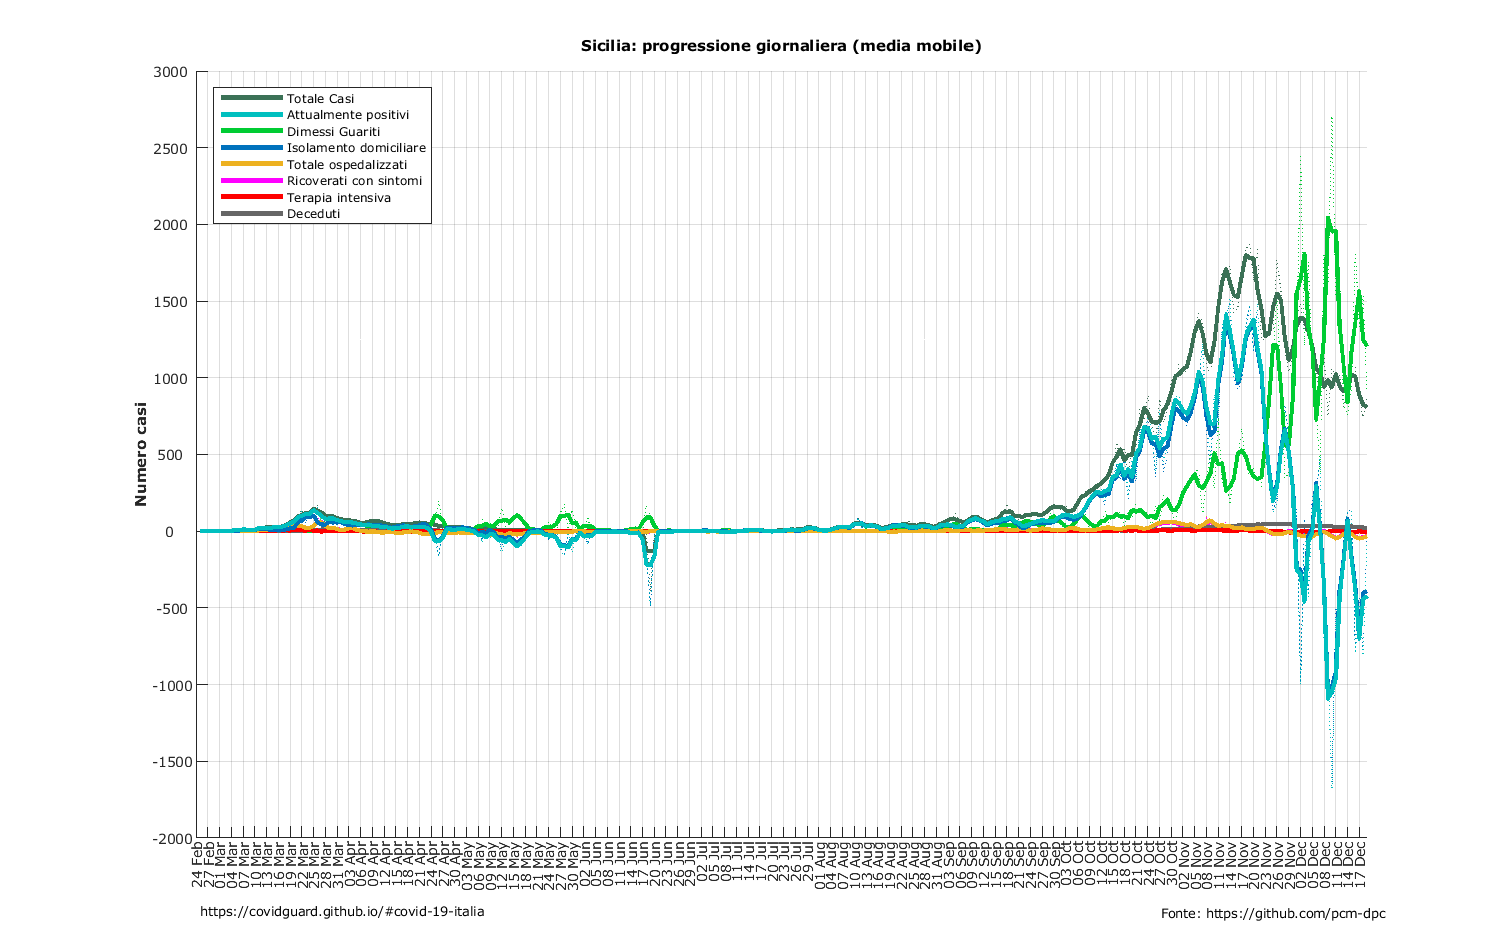 Sicilia: progressione giornaliera (media mobile)
Numero casi
3000
2500
2000
1500
1000
500
0
-500
-1000
-1500
-2000
Totale Casi
Attualmente positivi
Dimessi Guariti
Isolamento domiciliare
Totale ospedalizzati
Ricoverati con sintomi
Terapia intensiva
Deceduti
24 Feb
27 Feb
01 Mar
04 Mar
07 Mar
10 Mar
13 Mar
16 Mar
19 Mar
22 Mar
25 Mar
28 Mar
31 Mar
03 Apr
06 Apr
09 Apr
12 Apr
15 Apr
18 Apr
21 Apr
24 Apr
27 Apr
30 Apr
03 May
06 May
09 May
12 May
15 May
18 May
21 May
24 May
27 May
30 May
02 Jun
05 Jun
08 Jun
11 Jun
14 Jun
17 Jun
20 Jun
23 Jun
26 Jun
29 Jun
02 Jul
05 Jul
08 Jul
11 Jul
14 Jul
17 Jul
20 Jul
23 Jul
26 Jul
29 Jul
01 Aug
04 Aug
07 Aug
10 Aug
13 Aug
16 Aug
19 Aug
22 Aug
25 Aug
28 Aug
31 Aug
03 Sep
06 Sep
09 Sep
12 Sep
15 Sep
18 Sep
21 Sep
24 Sep
27 Sep
30 Sep
03 Oct
06 Oct
09 Oct
12 Oct
15 Oct
18 Oct
21 Oct
24 Oct
27 Oct
30 Oct
02 Nov
05 Nov
08 Nov
11 Nov
14 Nov
17 Nov
20 Nov
23 Nov
26 Nov
29 Nov
02 Dec
05 Dec
08 Dec
11 Dec
14 Dec
17 Dec
https://covidguard.github.io/#covid-19-italia
Fonte: https://github.com/pcm-dpc